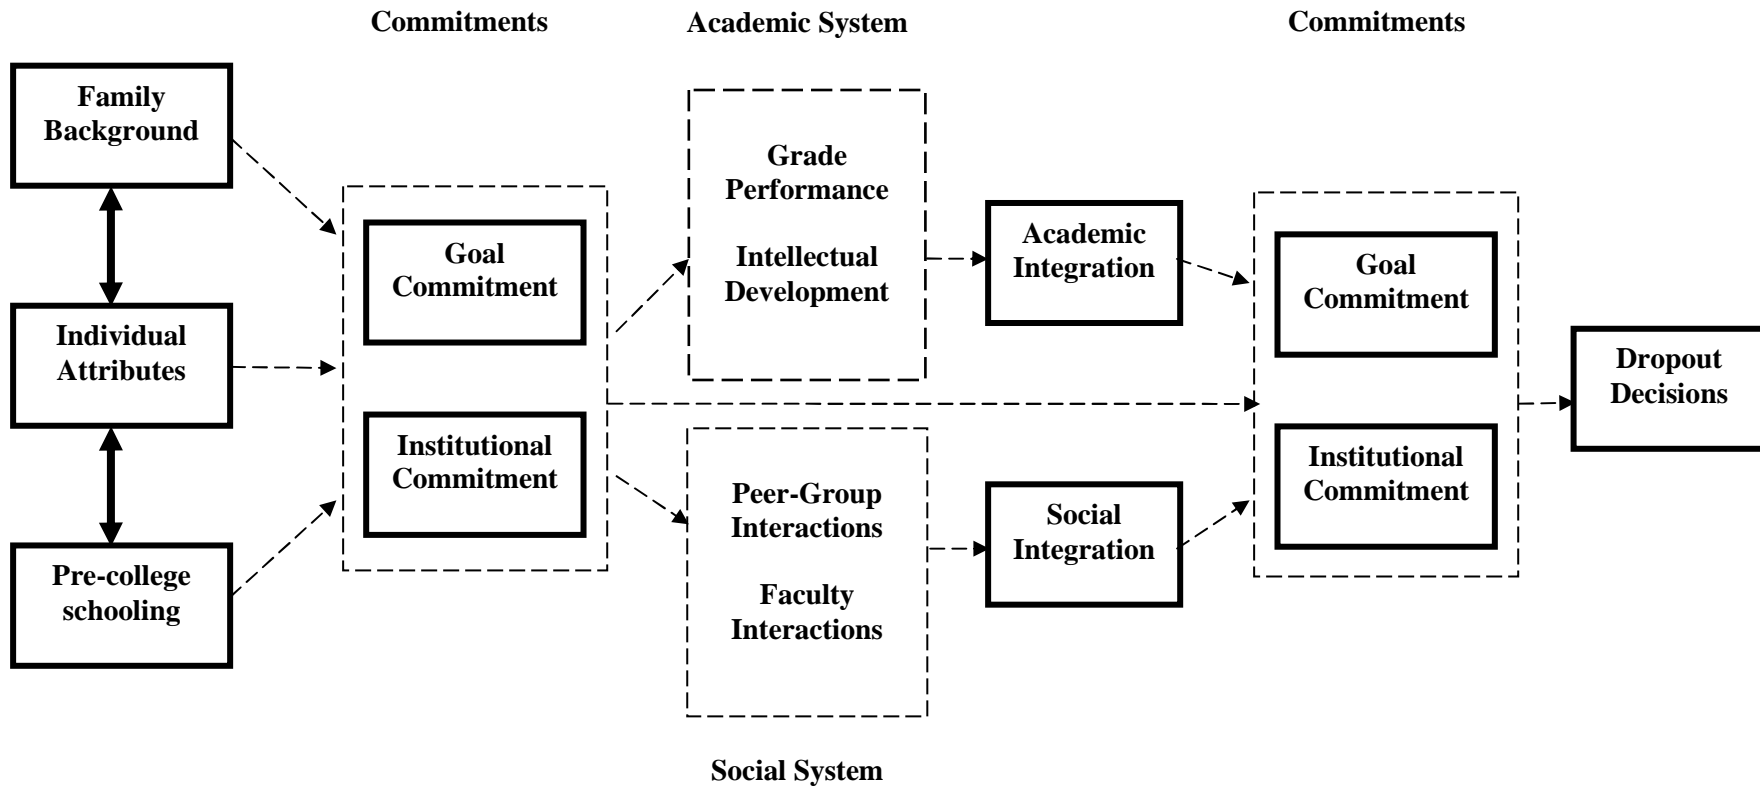 Commitments
Academic System
Commitments
Family
Background
Individual
Attributes
Pre-college
schooling
Goal
Commitment
Institutional
Commitment
Grade
Performance
Intellectual
Development
Peer-Group
Interactions
Faculty
Interactions
Academic
Integration
Social
Integration
Goal
Commitment
Institutional
Commitment
Dropout
Decisions
Social System